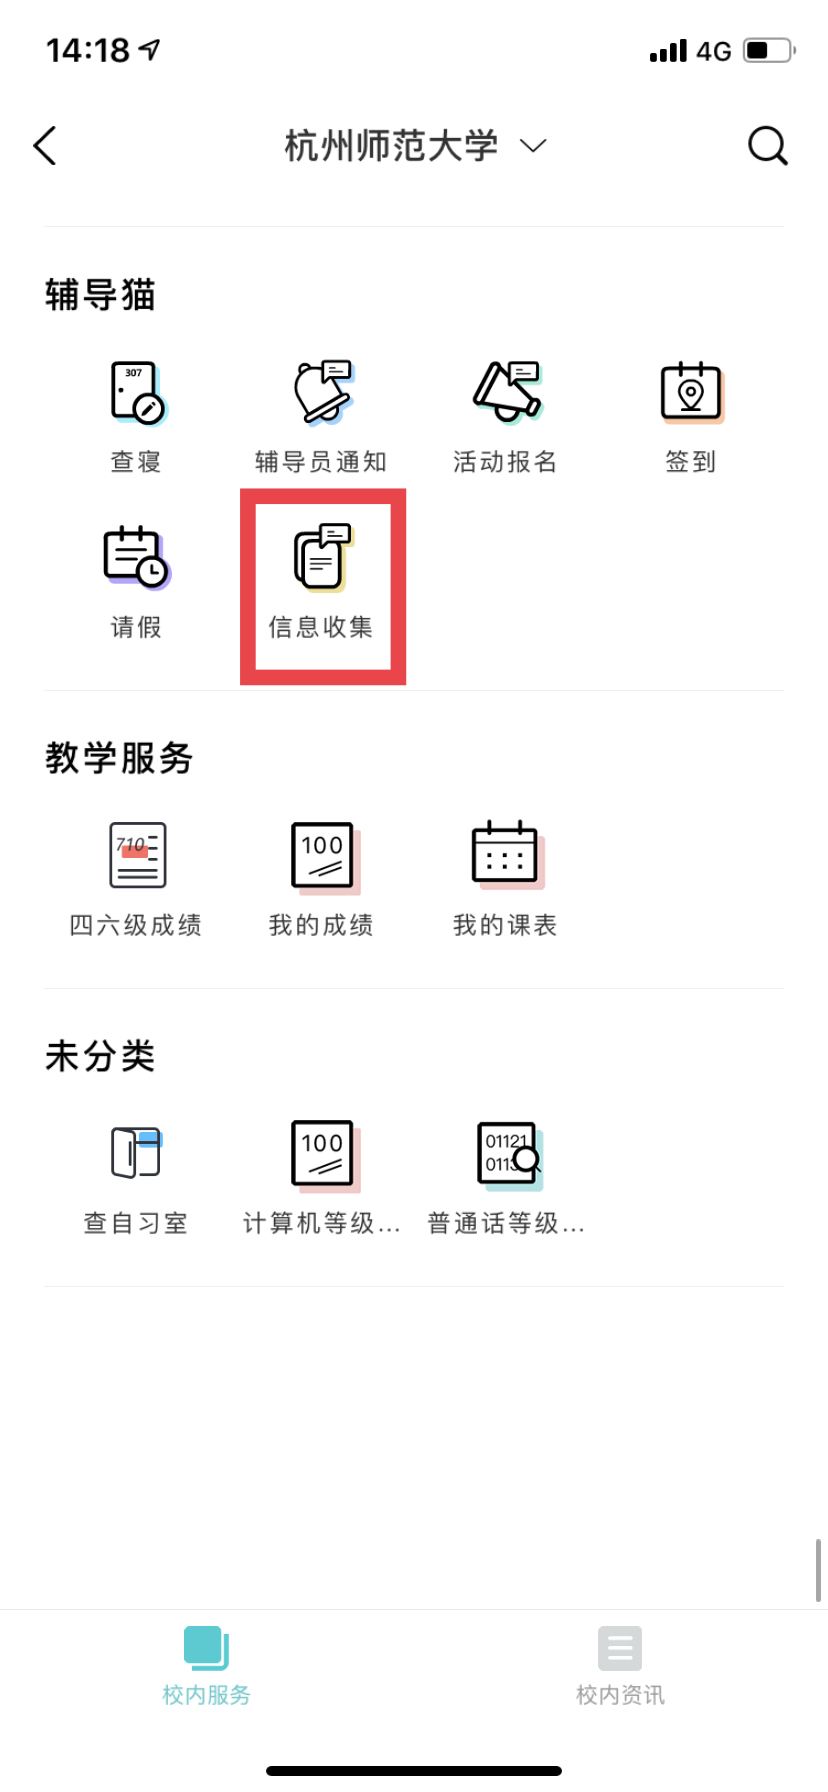 14:18 4G
杭州师范大学
辅导猫
307
查寝 辅导员通知 活动报名 签到
请假 信息收集
教学服务
710 100
四六级成绩 我的成绩 我的课表
未分类
100 01121
011
查自习室 计算机等级... 普通话等级...
校内服务 校内资讯